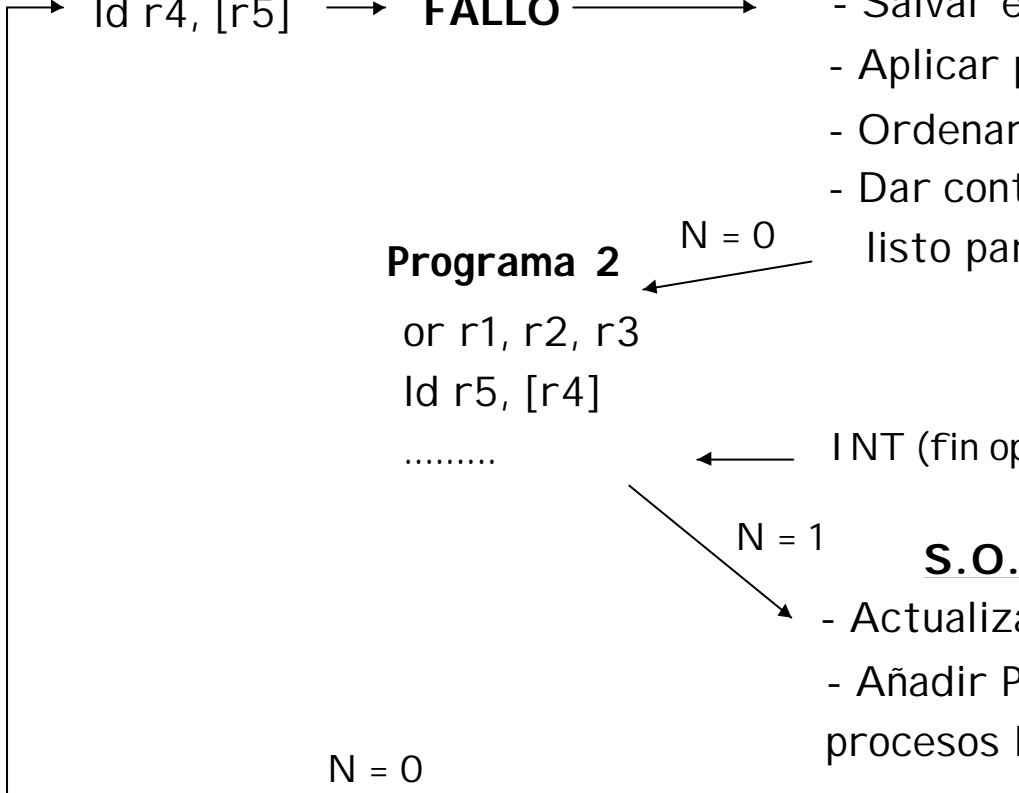 ld r4, [r5]
FALLO
- Salvar e
- Aplicar p
- Ordenar
- Dar cont
listo par
N = 0
Programa 2
or r1, r2, r3
ld r5, [r4]
.........
INT (fin op
N = 1
S.O.
- Actualiza
- Añadir P
procesos l
N = 0